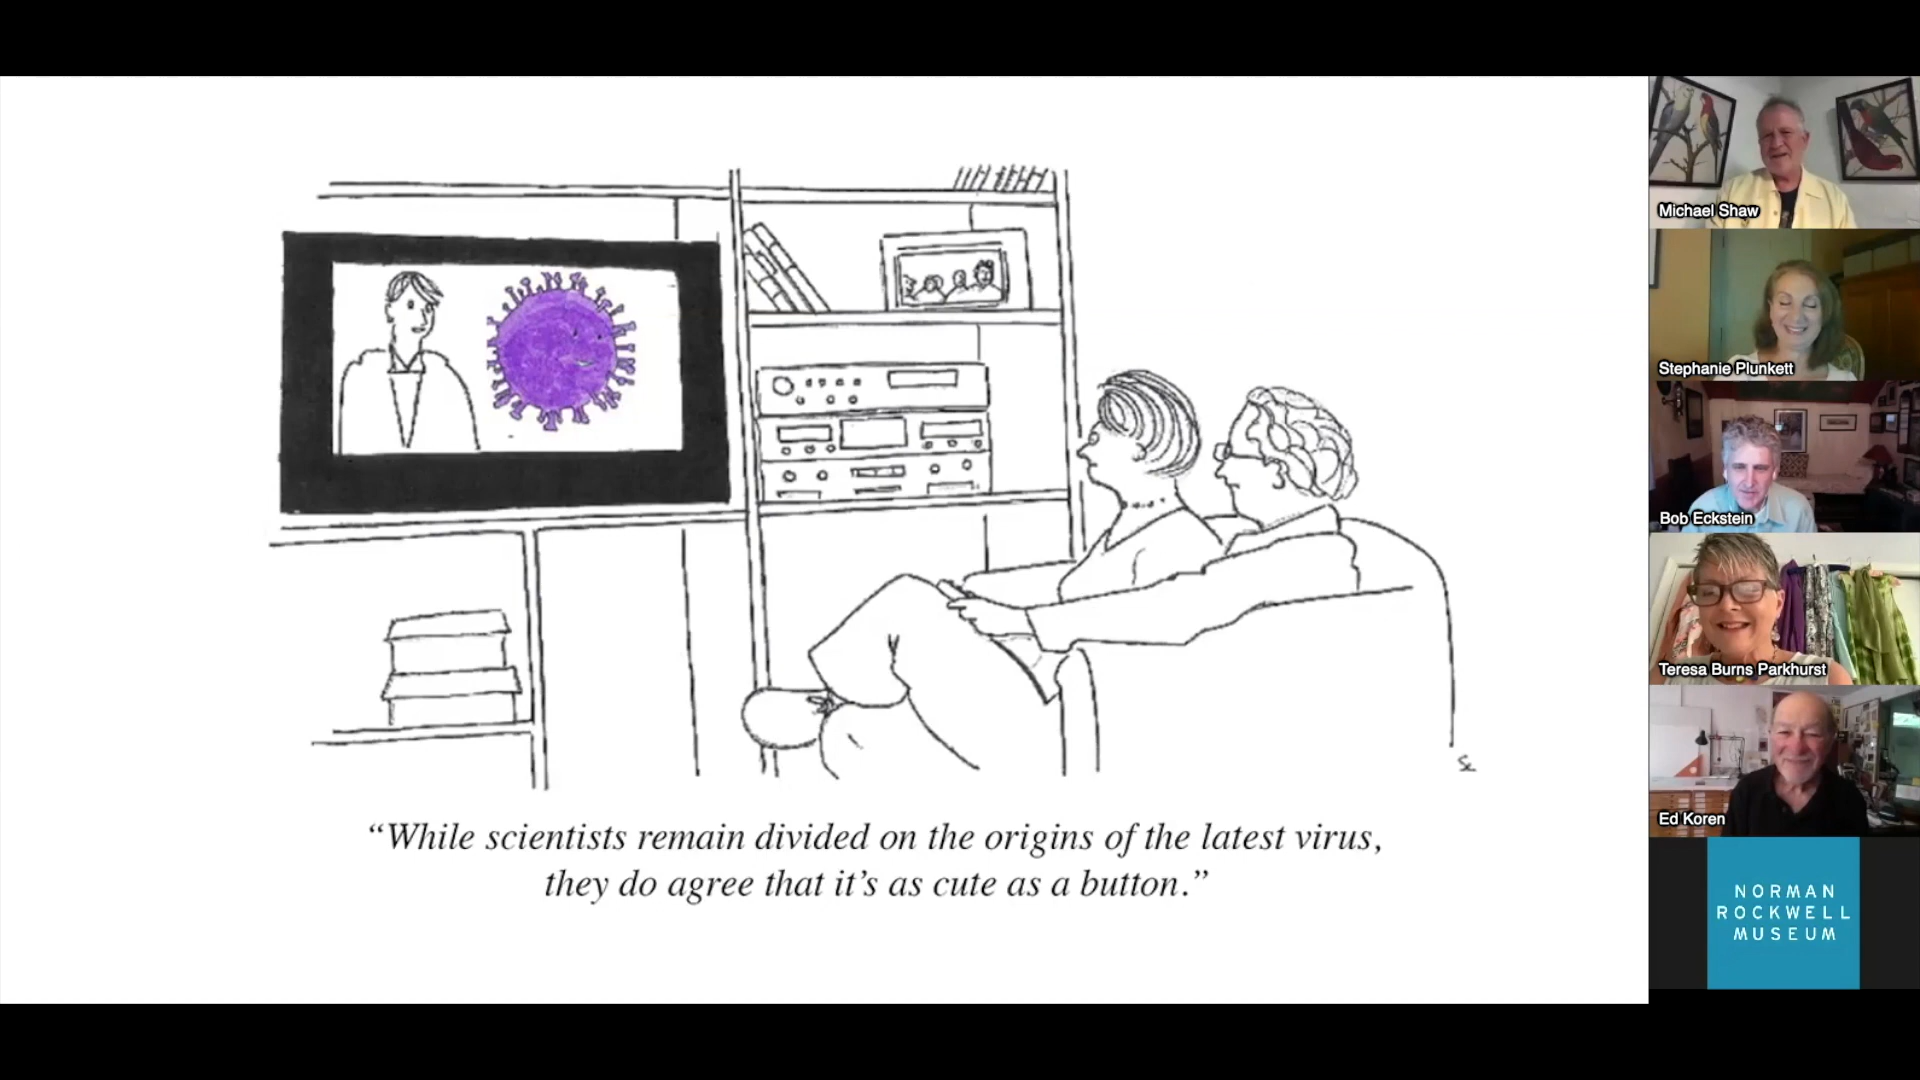 “While scientists remain divided on the origins of the latest virus,
they do agree that it’s as cute as a button.”
Michael Shaw
Stephanie Plunkett
Bob Eckstein
Teresa Burns Parkhurst
Ed Koren
NORMAN
ROCKWELL
MUSEUM